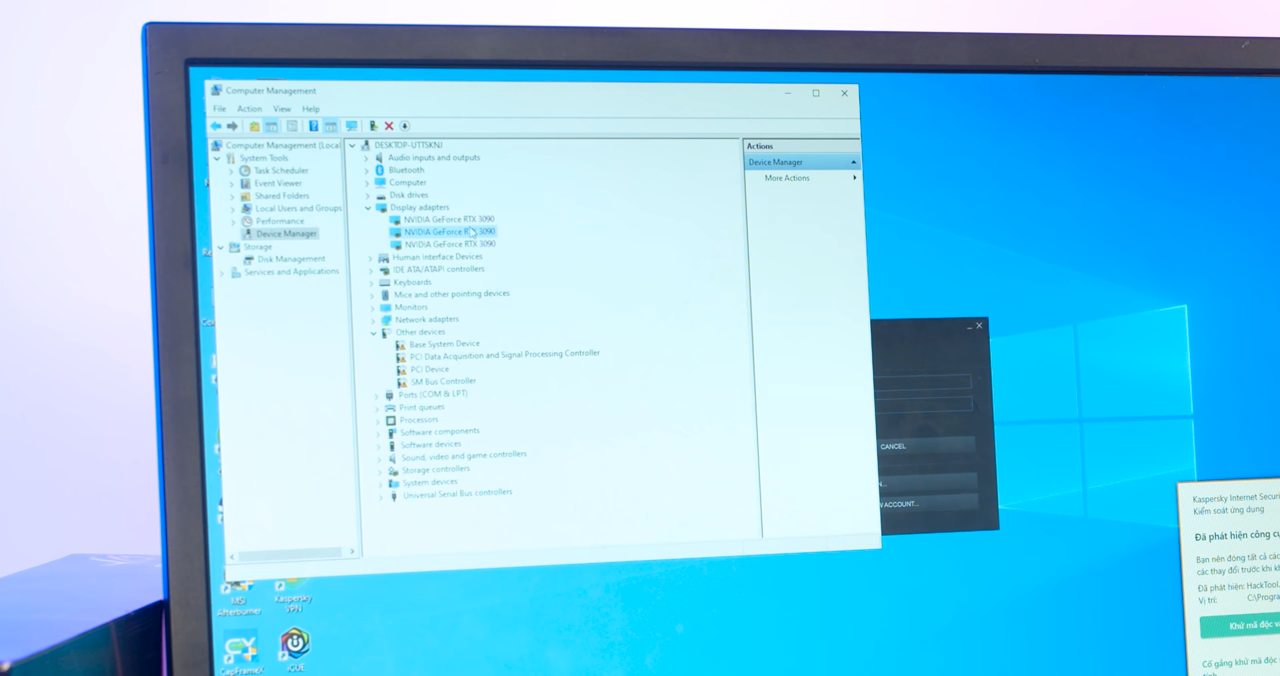 Computer Management
File Action View Help
Computer Management (Local
System Tools
Task Scheduler
Event Viewer
Shared Folders
Local Users and Groups
Performance
Device Manager
Storage
Disk Management
Services and Applications
DESKTOP-UTTSKNJ
Audio inputs and outputs
Bluetooth
Computer
Disk drives
Display adapters
NVIDIA GeForce RTX 3090
NVIDIA GeForce RTX 3090
NVIDIA GeForce RTX 3090
Human Interface Devices
IDE ATA/ATAPI controllers
Keyboards
Mice and other pointing devices
Monitors
Network adapters
Other devices
Base System Device
PCI Data Acquisition and Signal Processing Controller
PCI Device
SM Bus Controller
Ports (COM & LPT)
Print queues
Processors
Software components
Software devices
Sound, video and game controllers
Storage controllers
System devices
Universal Serial Bus controllers
Actions
Device Manager
More Actions
CANCEL
N...
W ACCOUNT...
Kaspersky Internet Securi
Kiểm soát ứng dụng
Đã phát hiện công cụ
Bạn nên đóng tất cả các
các thay đổi trước khi kh
Đã phát hiện: HackTool.
Vị trí: C:\Progra
Khử mã độc v
Cố gắng khử mã độc
MSI
Afterburner
Kaspersky
VPN
CapFrameX
iCUE